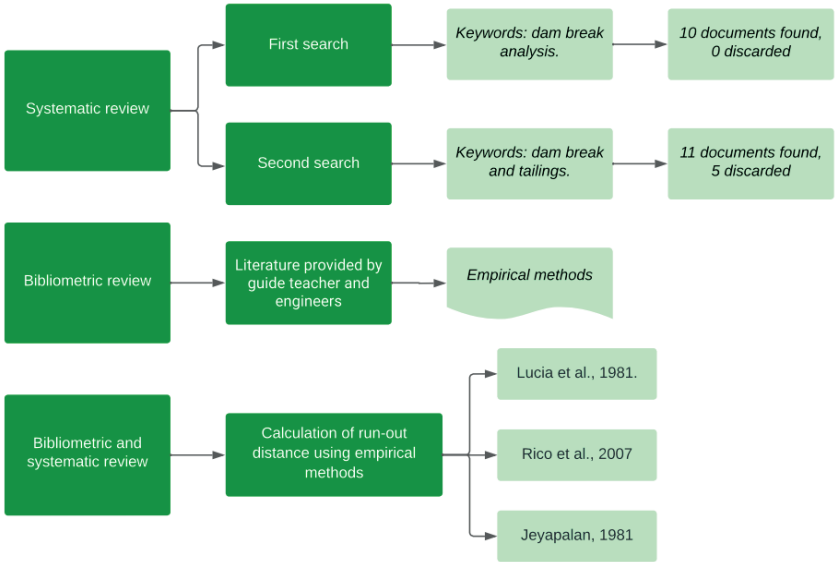 Systematic review
First search
Keywords: dam break
analysis.
10 documents found,
0 discarded
Second search
Keywords: dam break
and tailings.
11 documents found,
5 discarded
Bibliometric review
Literature provided by
guide teacher and
engineers
Empirical methods
Bibliometric and
systematic review
Calculation of run-out
distance using empirical
methods
Lucia et al., 1981.
Rico et al., 2007
Jeyapalan, 1981